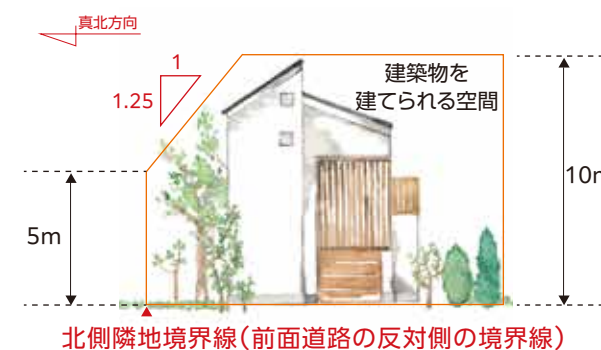 真北方向
1
1.25
建築物を
建てられる空間
5m
10m
北側隣地境界線(前面道路の反対側の境界線)